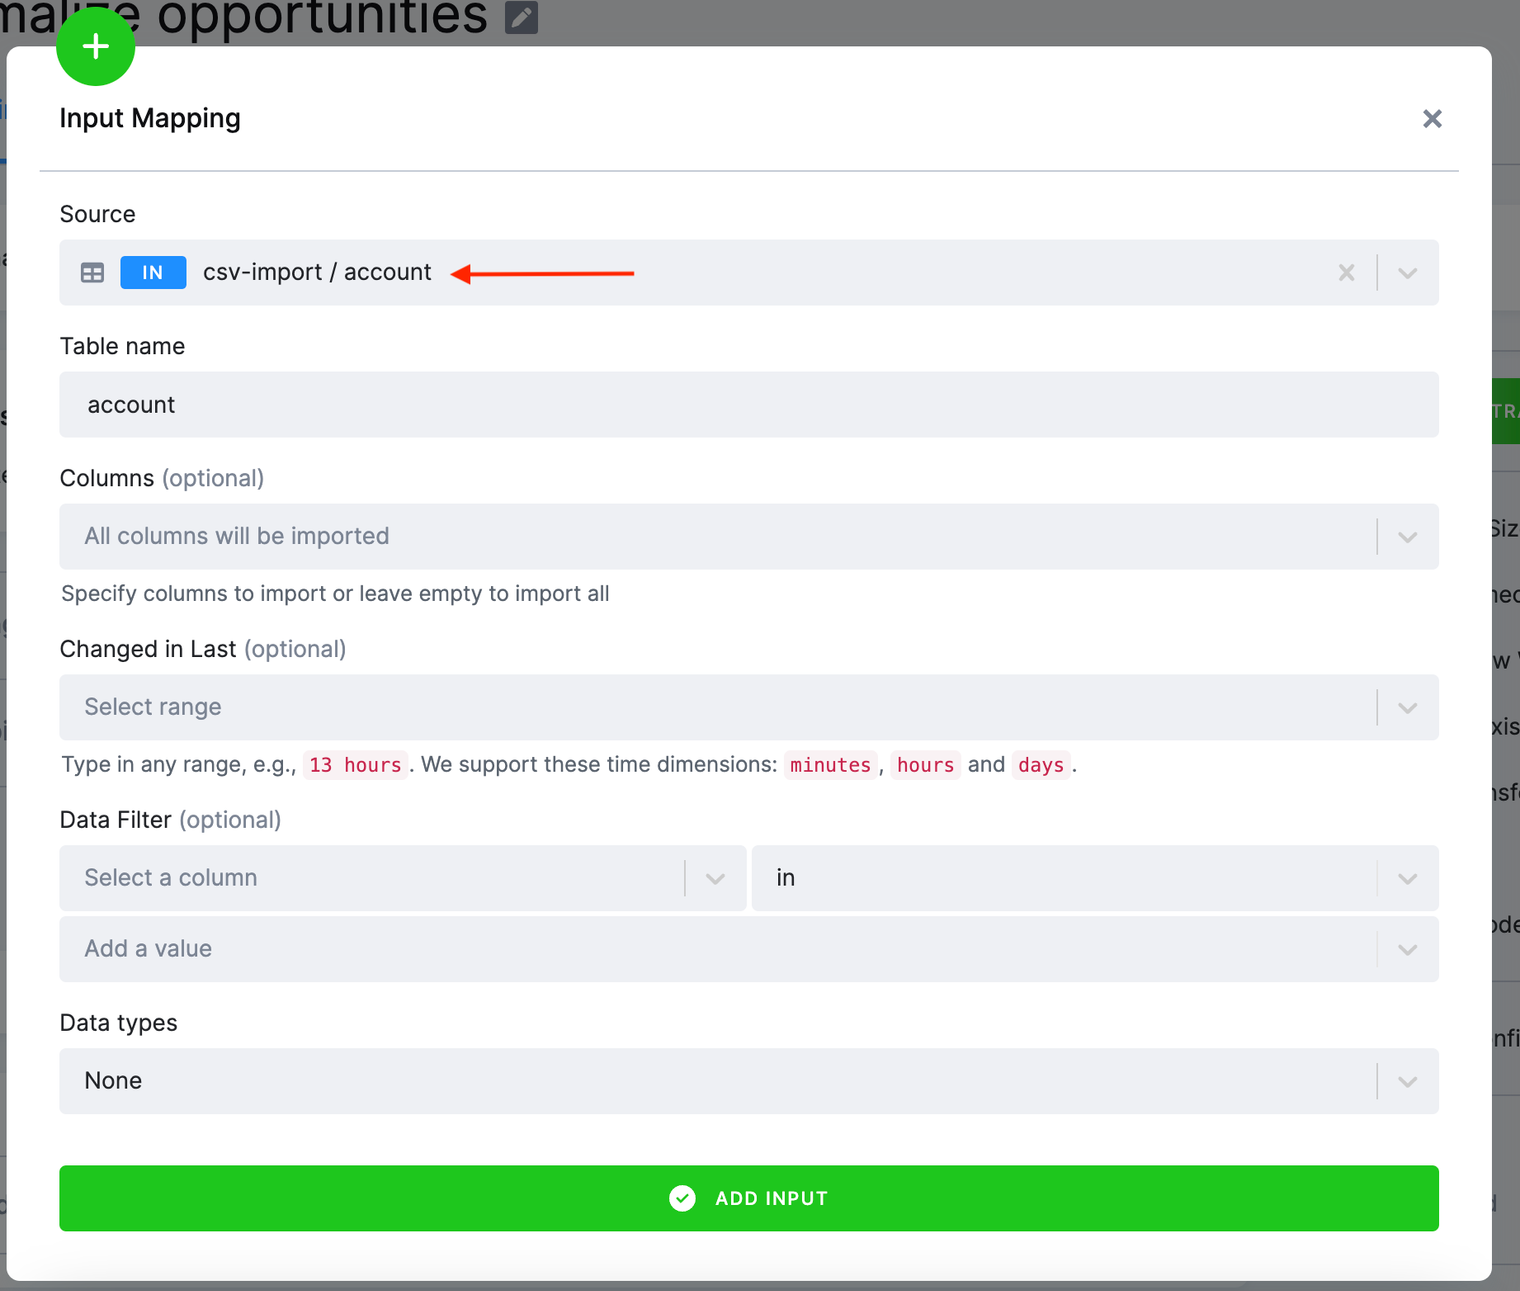 opportunities
Input Mapping
Source
IN csv-import / account
Table name
account
Columns (optional)
All columns will be imported
Specify columns to import or leave empty to import all
Changed in Last (optional)
Select range
Type in any range, e.g., 13 hours. We support these time dimensions: minutes, hours and days.
Data Filter (optional)
Select a column
in
Add a value
Data types
None
ADD INPUT